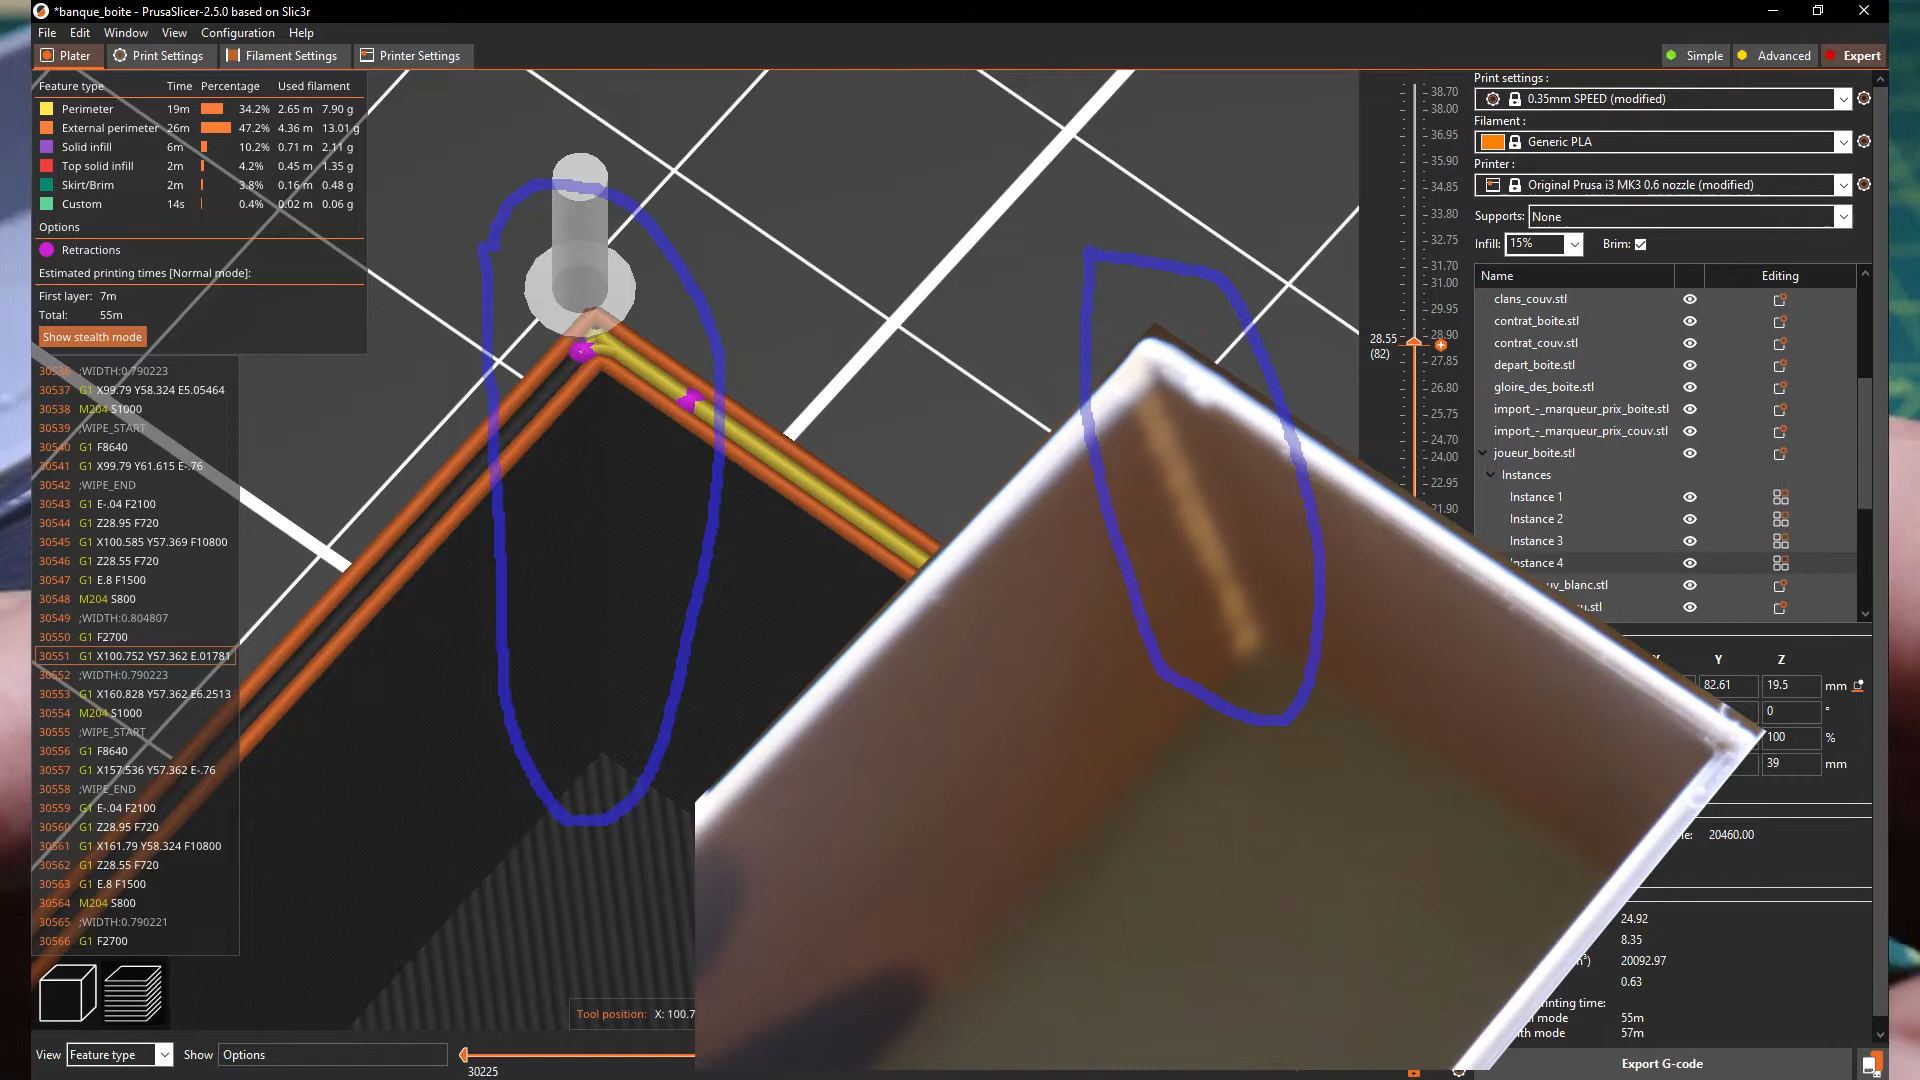 *banque_boite - PrusaSlicer-2.5.0 based on Slic3r
File Edit Window View Configuration Help
Plater Print Settings Filament Settings Printer Settings
Simple Advanced Expert
Feature type Time Percentage Used filament
Perimeter 19m 34.2% 2.65 m 7.90 g
External perimeter 26m 47.2% 4.36 m 13.01 g
Solid infill 6m 10.2% 0.71 m 2.11 g
Top solid infill 2m 4.2% 0.45 m 1.35 g
Skirt/Brim 2m 3.8% 0.16 m 0.48 g
Custom 14s 0.4% 0.02 m 0.06 g
Options
Retractions
Estimated printing times [Normal mode]:
First layer: 7m
Total: 55m
Show stealth mode
30536 ;WIDTH:0.790223
30537 G1 X99.79 Y58.324 E5.05464
30538 M204 S1000
30539 ;WIPE_START
30540 G1 F8640
30541 G1 X99.79 Y61.615 E-.76
30542 ;WIPE_END
30543 G1 E-.04 F2100
30544 G1 Z28.95 F720
30545 G1 X100.585 Y57.369 F10800
30546 G1 Z28.55 F720
30547 G1 E.8 F1500
30548 M204 S800
30549 ;WIDTH:0.804807
30550 G1 F2700
30551 G1 X100.752 Y57.362 E.01781
30552 ;WIDTH:0.790223
30553 G1 X160.828 Y57.362 E6.2513
30554 M204 S1000
30555 ;WIPE_START
30556 G1 F8640
30557 G1 X157.536 Y57.362 E-.76
30558 ;WIPE_END
30559 G1 E-.04 F2100
30560 G1 Z28.95 F720
30561 G1 X161.79 Y58.324 F10800
30562 G1 Z28.55 F720
30563 G1 E.8 F1500
30564 M204 S800
30565 ;WIDTH:0.790221
30566 G1 F2700
Tool position: X: 100.7
View Feature type Show Options
30225
38.70
38.00
36.95
35.90
34.85
33.80
32.75
31.70
31.00
29.95
28.90
28.55
(82)
27.85
26.80
25.75
24.70
24.00
22.95
21.90
Print settings :
0.35mm SPEED (modified)
Filament :
Generic PLA
Printer :
Original Prusa i3 MK3 0.6 nozzle (modified)
Supports: None
Infill: 15% Brim:
Name Editing
clans_couv.stl
contrat_boite.stl
contrat_couv.stl
depart_boite.stl
gloire_des_boite.stl
import_-_marqueur_prix_boite.stl
import_-_marqueur_prix_couv.stl
joueur_boite.stl
Instances
Instance 1
Instance 2
Instance 3
Instance 4
uv_blanc.stl
u.stl
Y Z
82.61 19.5 mm
0 °
100 %
39 mm
20460.00
24.92
8.35
20092.97
0.63
inting time:
l mode 55m
lth mode 57m
Export G-code